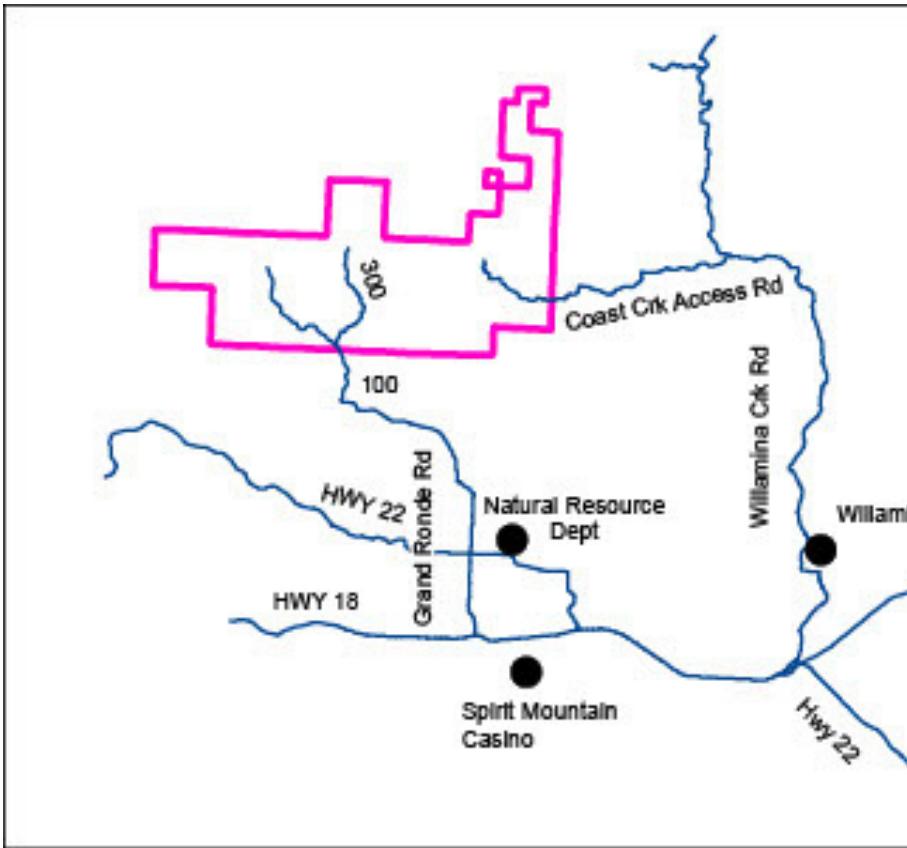 300
Coast Crk Access Rd
100
Willamina Crk Rd
Grand Ronde Rd
HWY 22
Natural Resource
Dept
Willami
HWY 18
Spirit Mountain
Casino
Hwy 22